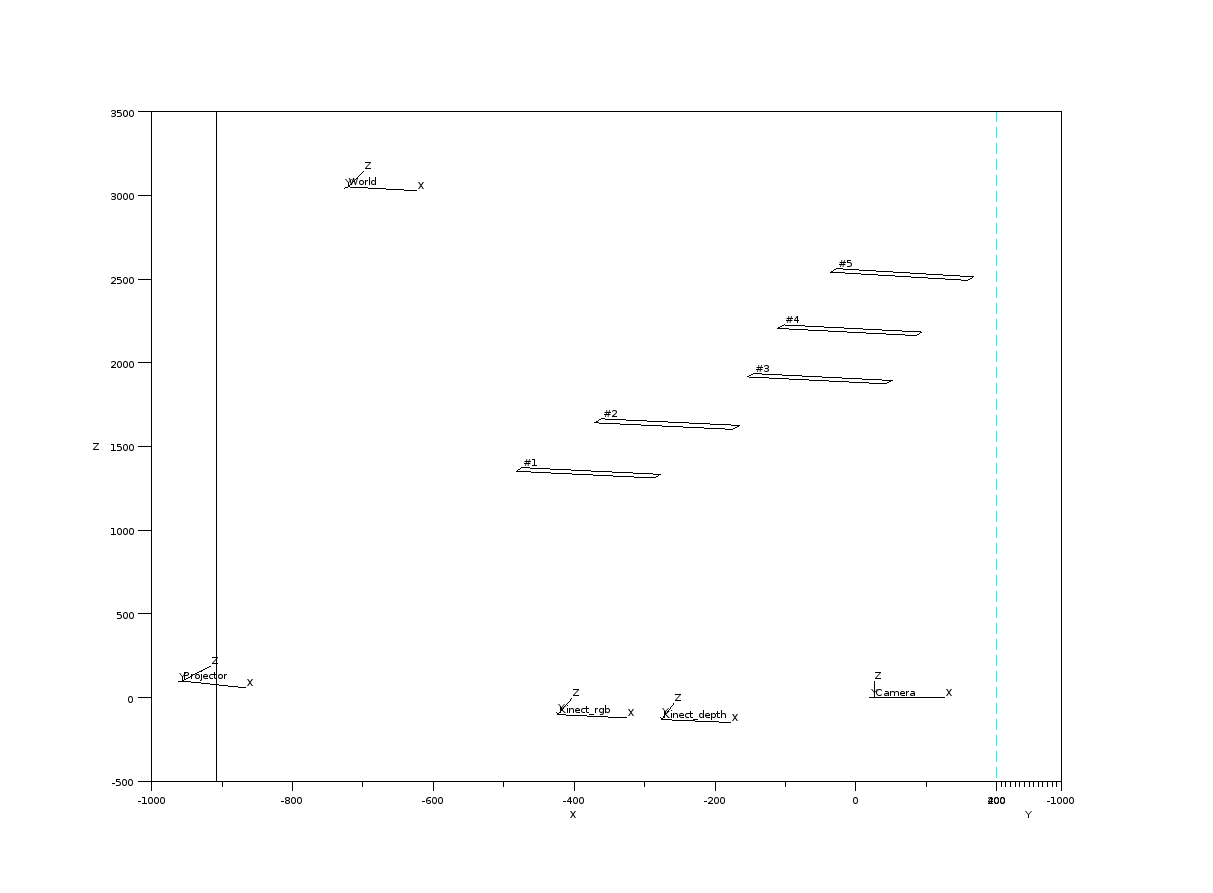 3500
Z
World
Y
X
3000
#5
2500
#4
2000
#3
#2
Z
1500
#1
1000
500
Z
Projector
Y
X
0
Z
Kinect_rgb
Y
X
Z
Kinect_depth
Y
X
Z
Camera
Y
X
-500
-1000
-800
-600
-400
-200
0
200
-1000
X
Y